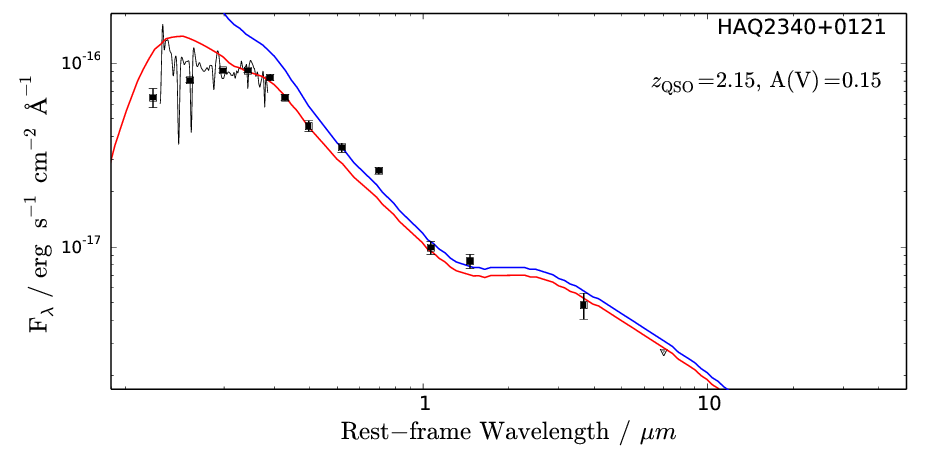 HAQ2340+0121
z_QSO=2.15, A(V)=0.15
10^-16
10^-17
F_λ / erg s^−1 cm^−2 Å^−1
1 10
Rest−frame Wavelength / μm